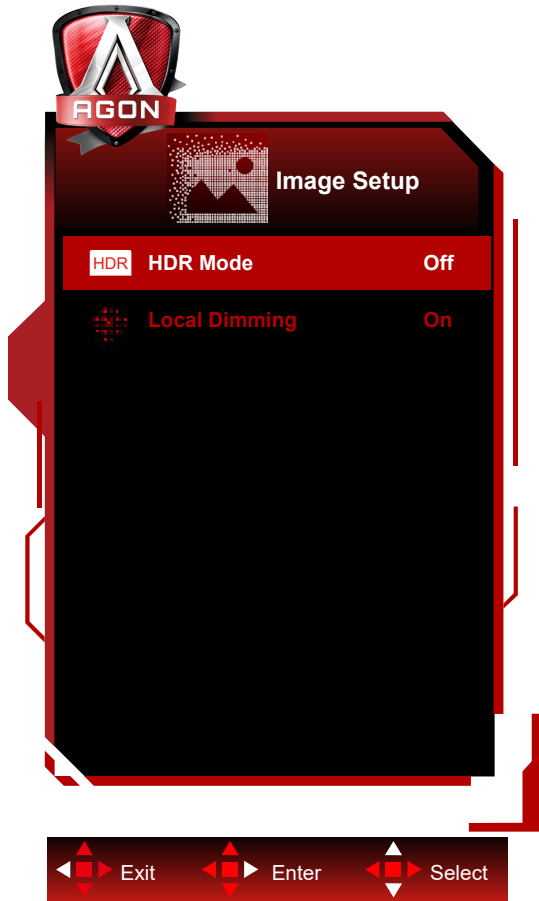 AGON
Image Setup
HDR HDR Mode Off
Local Dimming On
Exit Enter Select